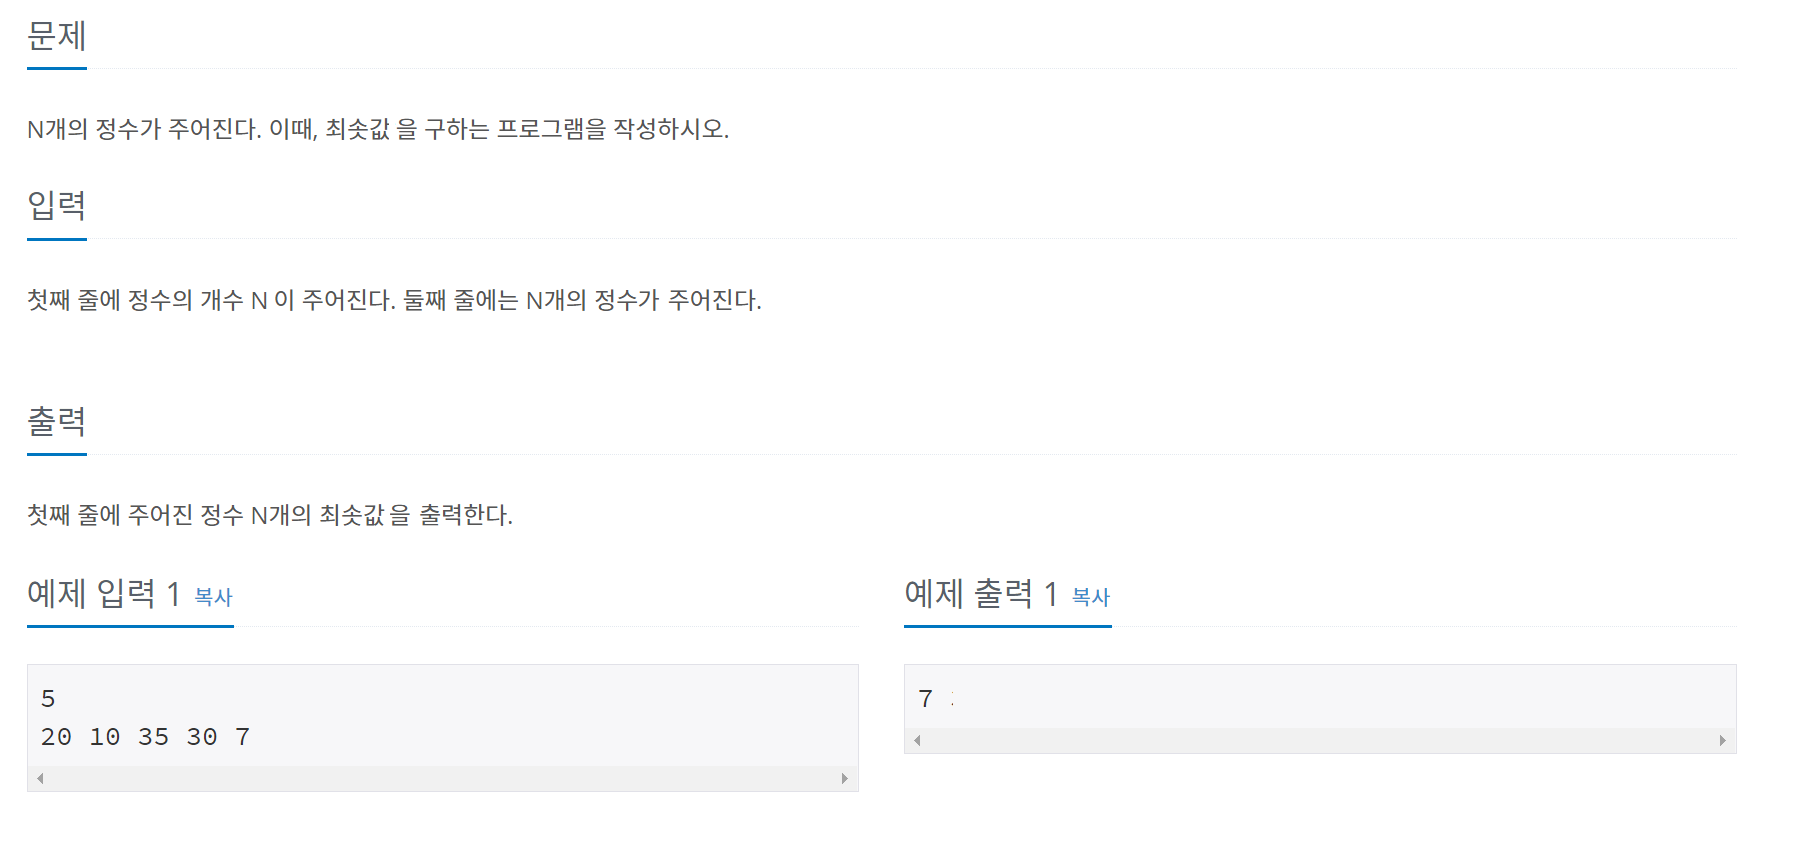 문제
N개의 정수가 주어진다. 이때, 최솟값 을 구하는 프로그램을 작성하시오.
입력
첫째 줄에 정수의 개수 N 이 주어진다. 둘째 줄에는 N개의 정수가 주어진다.
출력
첫째 줄에 주어진 정수 N개의 최솟값 을 출력한다.
예제 입력 1 복사
5
20 10 35 30 7
예제 출력 1 복사
7